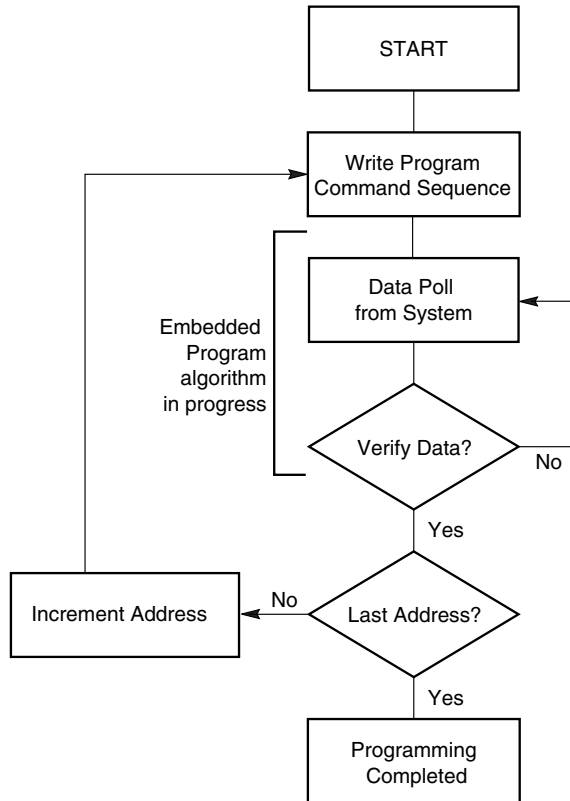 START
Write Program
Command Sequence
Data Poll
from System
Embedded
Program
algorithm
in progress
Verify Data?
No
Yes
Increment Address
No
Last Address?
Yes
Programming
Completed